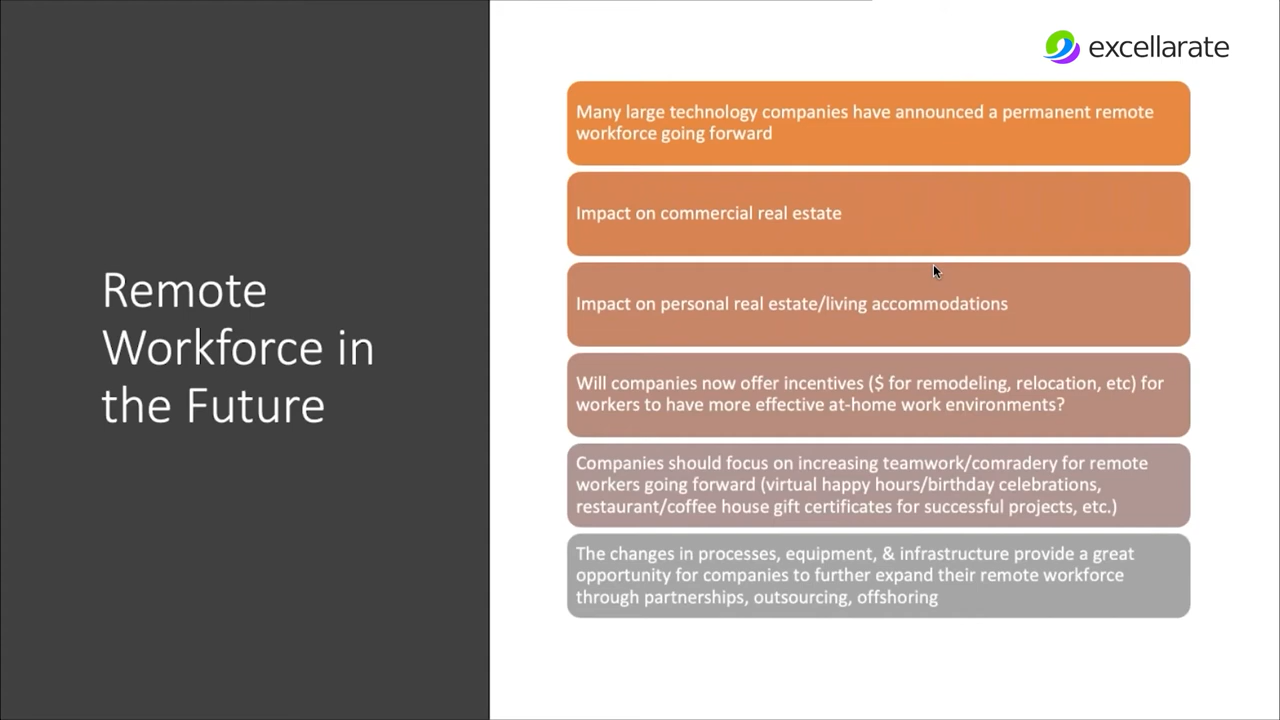 excellarate
Remote
Workforce in
the Future
Many large technology companies have announced a permanent remote
workforce going forward
Impact on commercial real estate
Impact on personal real estate/living accommodations
Will companies now offer incentives ($ for remodeling, relocation, etc) for
workers to have more effective at-home work environments?
Companies should focus on increasing teamwork/comradery for remote
workers going forward (virtual happy hours/birthday celebrations,
restaurant/coffee house gift certificates for successful projects, etc.)
The changes in processes, equipment, & infrastructure provide a great
opportunity for companies to further expand their remote workforce
through partnerships, outsourcing, offshoring